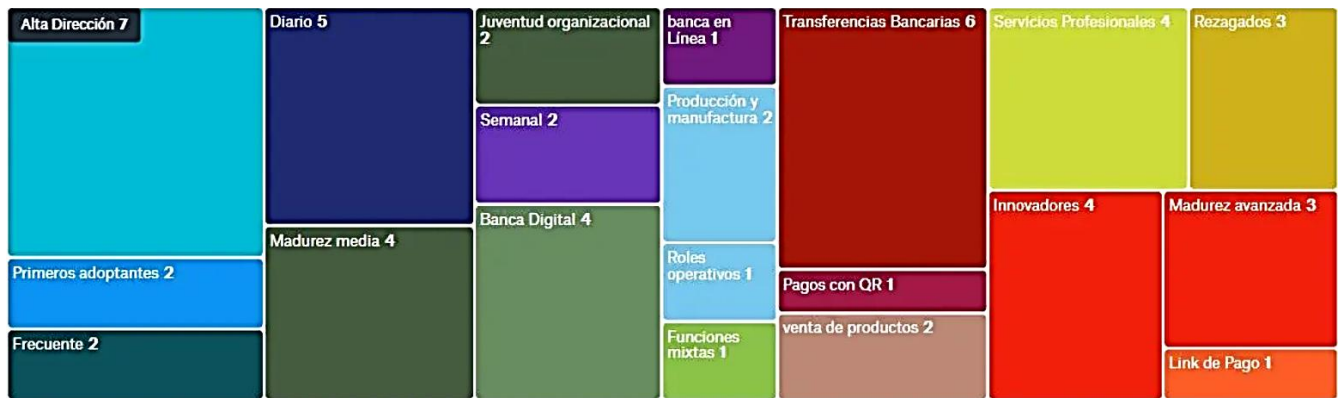 Alta Dirección 7
Primeros adoptantes 2
Frecuente 2
Diario 5
Madurez media 4
Juventud organizacional
2
Semanal 2
Banca Digital 4
banca en
Línea 1
Producción y
manufactura 2
Roles
operativos 1
Funciones
mixtas 1
Transferencias Bancarias 6
Pagos con QR 1
venta de productos 2
Servicios Profesionales 4
Rezagados 3
Innovadores 4
Madurez avanzada 3
Link de Pago 1